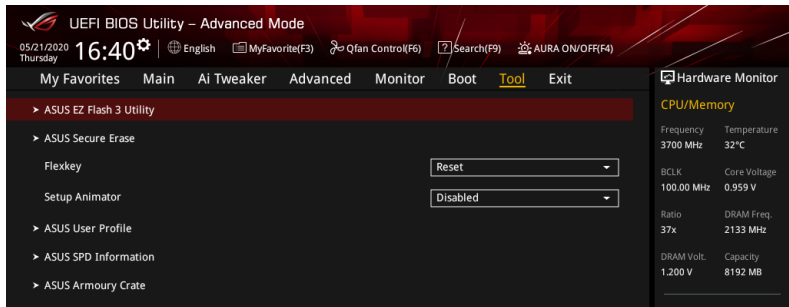 UEFI BIOS Utility – Advanced Mode
05/21/2020 Thursday 16:40 English MyFavorite(F3) Qfan Control(F6) ? Search(F9) AURA ON/OFF(F4)
My Favorites Main Ai Tweaker Advanced Monitor Boot Tool Exit
ASUS EZ Flash 3 Utility
ASUS Secure Erase
Flexkey Reset
Setup Animator Disabled
ASUS User Profile
ASUS SPD Information
ASUS Armoury Crate
Hardware Monitor
CPU/Memory
Frequency Temperature
3700 MHz 32°C
BCLK Core Voltage
100.00 MHz 0.959 V
Ratio DRAM Freq.
37x 2133 MHz
DRAM Volt. Capacity
1.200 V 8192 MB